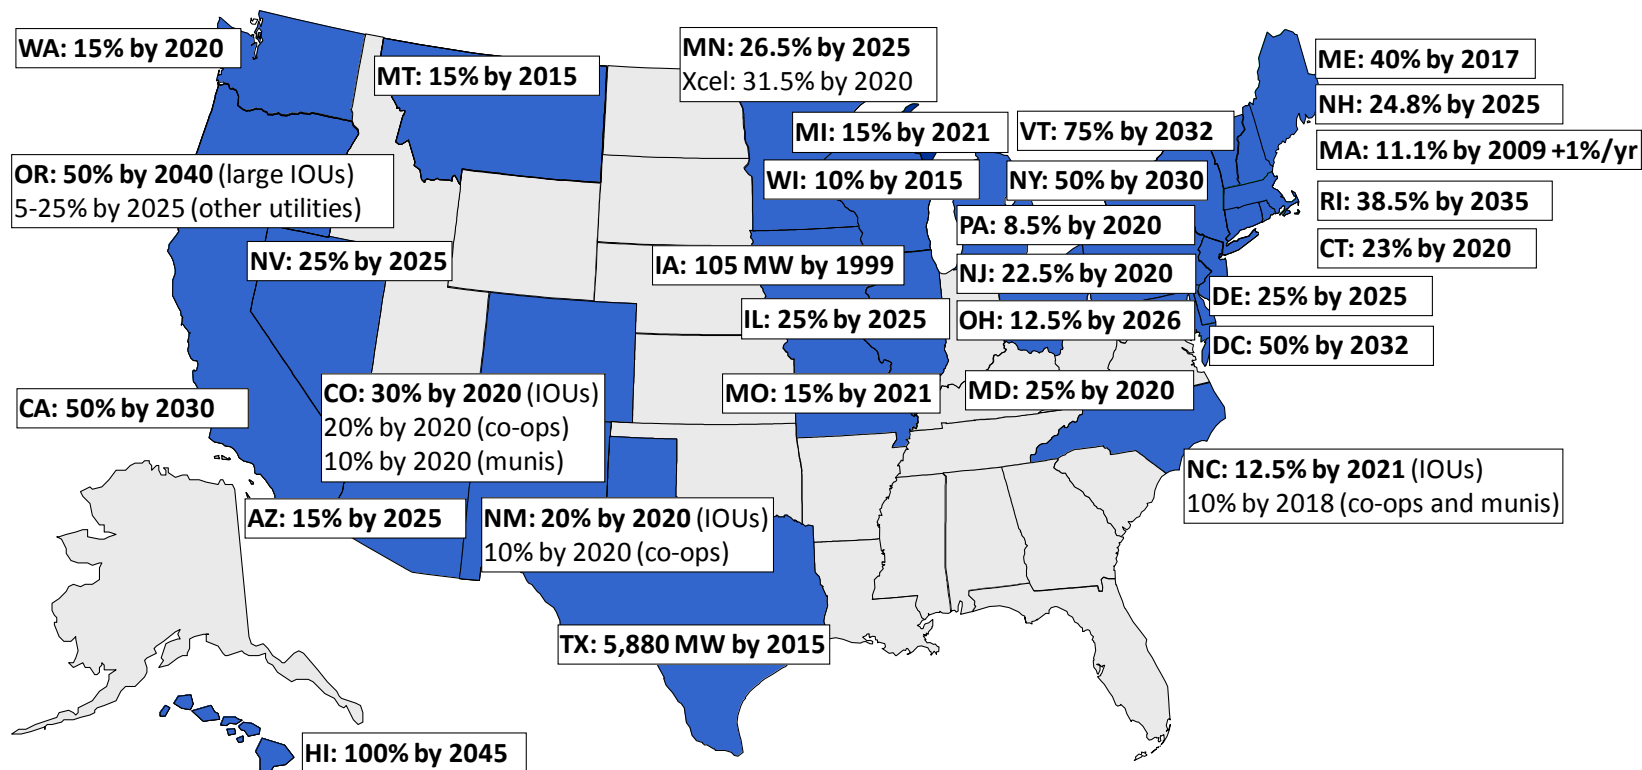 WA: 15% by 2020
MT: 15% by 2015
MN: 26.5% by 2025
Xcel: 31.5% by 2020
ME: 40% by 2017
NH: 24.8% by 2025
MI: 15% by 2021
VT: 75% by 2032
MA: 11.1% by 2009 +1%/yr
OR: 50% by 2040 (large IOUs)
5-25% by 2025 (other utilities)
WI: 10% by 2015
NY: 50% by 2030
RI: 38.5% by 2035
PA: 8.5% by 2020
CT: 23% by 2020
NV: 25% by 2025
IA: 105 MW by 1999
NJ: 22.5% by 2020
DE: 25% by 2025
IL: 25% by 2025
OH: 12.5% by 2026
DC: 50% by 2032
CA: 50% by 2030
CO: 30% by 2020 (IOUs)
20% by 2020 (co-ops)
10% by 2020 (munis)
MO: 15% by 2021
MD: 25% by 2020
NC: 12.5% by 2021 (IOUs)
10% by 2018 (co-ops and munis)
AZ: 15% by 2025
NM: 20% by 2020 (IOUs)
10% by 2020 (co-ops)
TX: 5,880 MW by 2015
HI: 100% by 2045